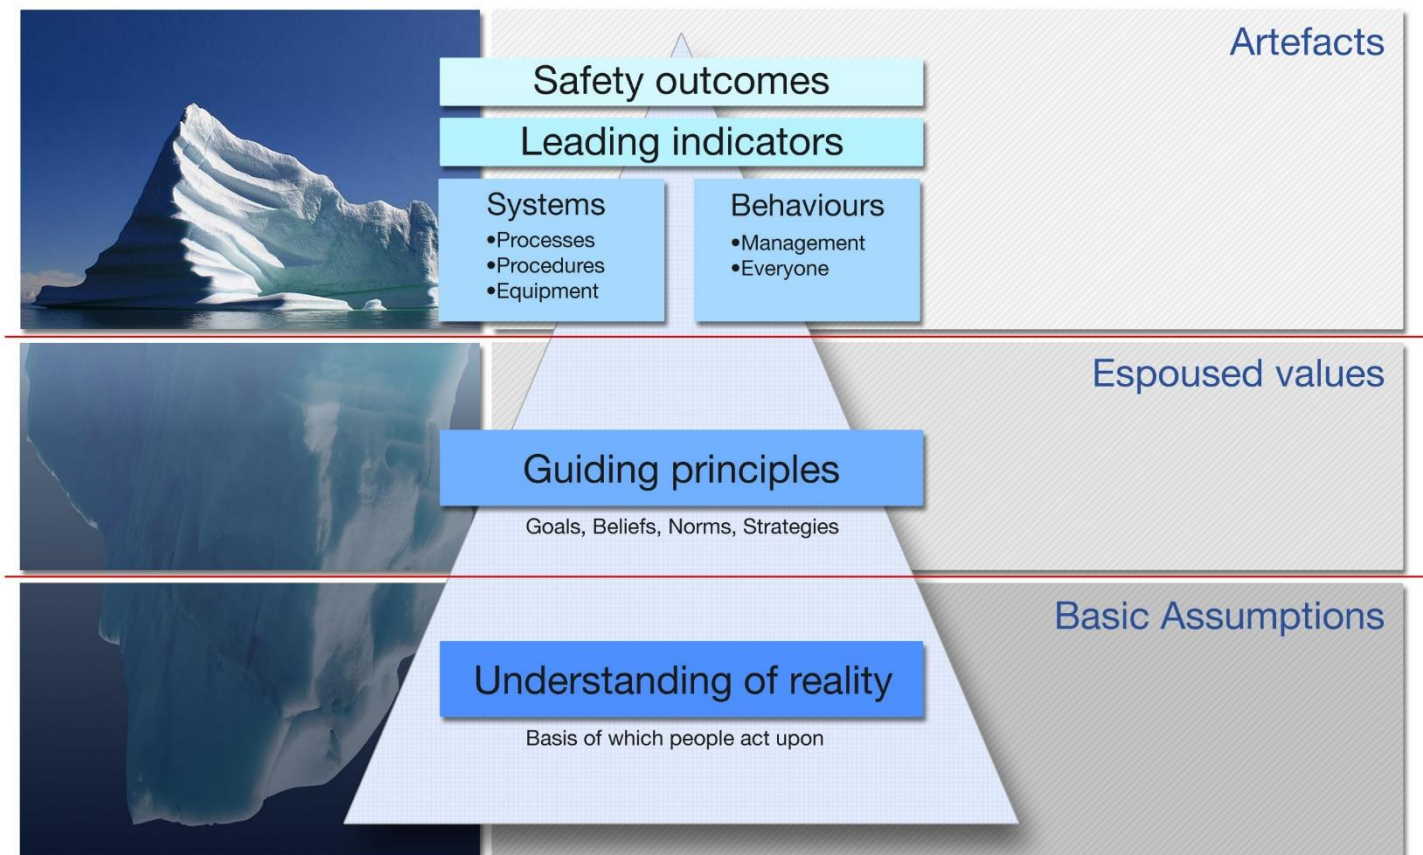 Artefacts
Safety outcomes
Leading indicators
Systems
•Processes
•Procedures
•Equipment
Behaviours
•Management
•Everyone
Espoused values
Guiding principles
Goals, Beliefs, Norms, Strategies
Basic Assumptions
Understanding of reality
Basis of which people act upon